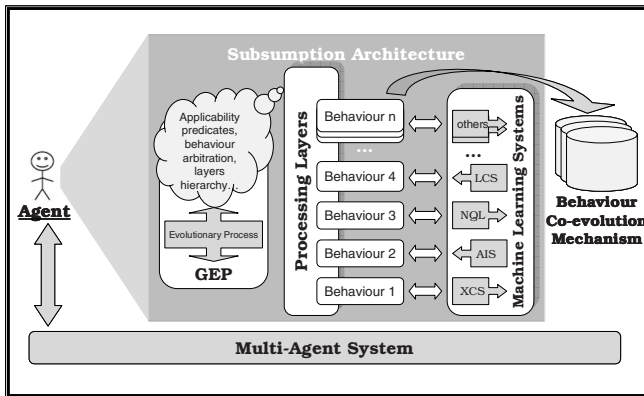 Subsumption Architecture
Applicability
predicates,
behaviour
arbitration,
layers
hierarchy...
Evolutionary Process
GEP
Processing Layers
Behaviour n
...
Behaviour 4
Behaviour 3
Behaviour 2
Behaviour 1
others
...
LCS
NQL
AIS
XCS
Machine Learning Systems
Behaviour
Co-evolution
Mechanism
Agent
Multi-Agent System